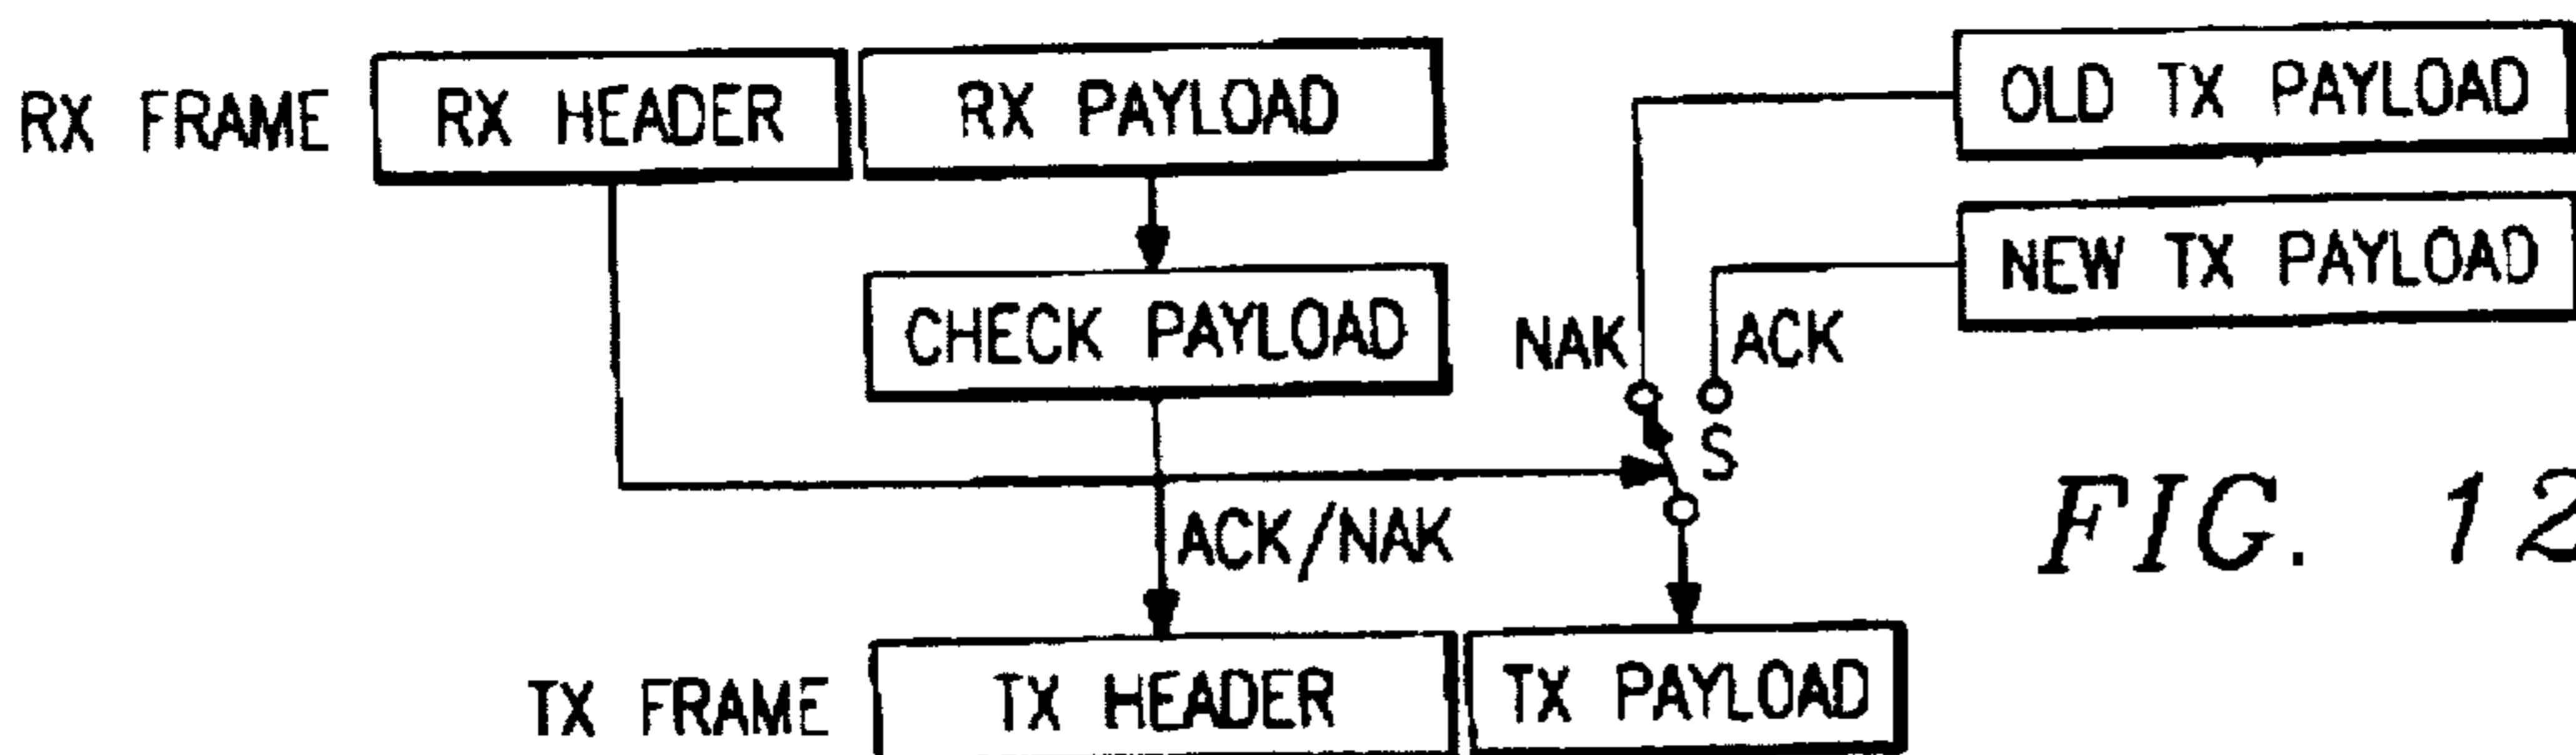 RX FRAME
RX HEADER
RX PAYLOAD
OLD TX PAYLOAD
NEW TX PAYLOAD
CHECK PAYLOAD
NAK
ACK
S
ACK/NAK
FIG. 12
TX FRAME
TX HEADER
TX PAYLOAD